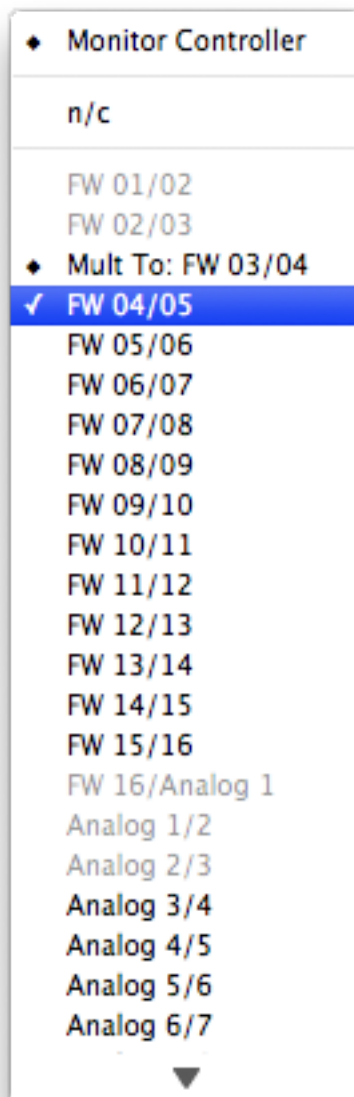 Monitor Controller
n/c
FW 01/02
FW 02/03
Mult To: FW 03/04
FW 04/05
FW 05/06
FW 06/07
FW 07/08
FW 08/09
FW 09/10
FW 10/11
FW 11/12
FW 12/13
FW 13/14
FW 14/15
FW 15/16
FW 16/Analog 1
Analog 1/2
Analog 2/3
Analog 3/4
Analog 4/5
Analog 5/6
Analog 6/7